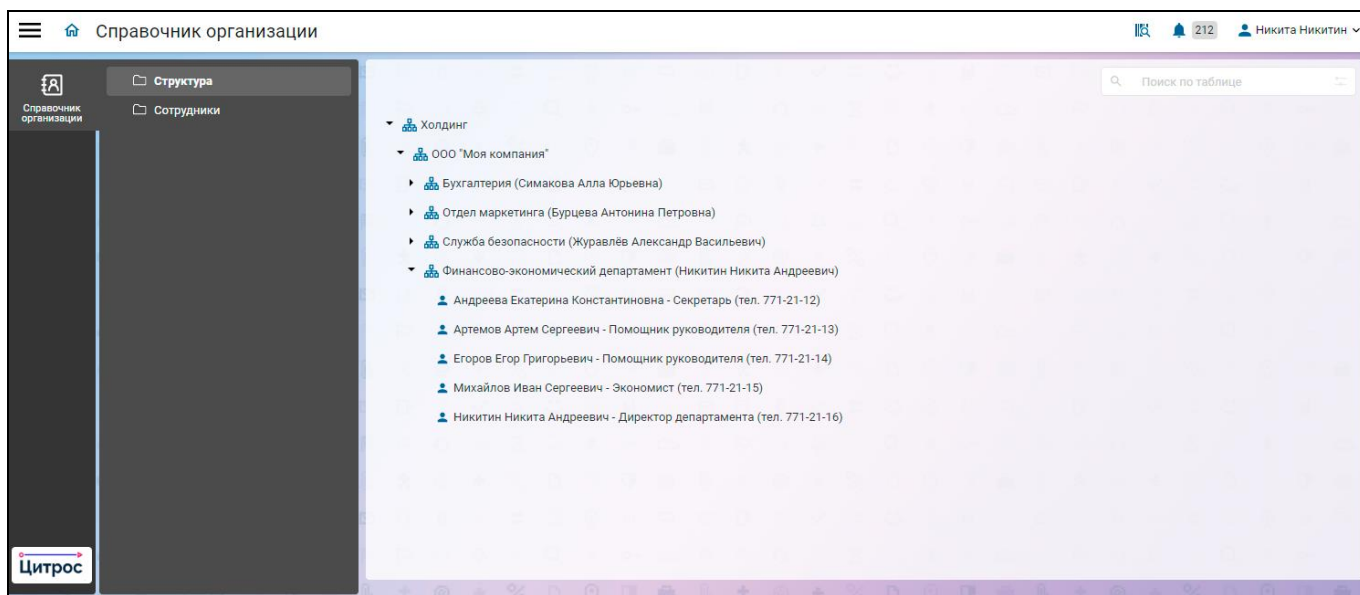 Справочник организации
212
Никита Никитин
Справочник
организации
Структура
Сотрудники
Поиск по таблице
Холдинг
ООО "Моя компания"
Бухгалтерия (Симакова Алла Юрьевна)
Отдел маркетинга (Бурцева Антонина Петровна)
Служба безопасности (Журавлёв Александр Васильевич)
Финансово-экономический департамент (Никитин Никита Андреевич)
Андреева Екатерина Константиновна - Секретарь (тел. 771-21-12)
Артемов Артем Сергеевич - Помощник руководителя (тел. 771-21-13)
Егоров Егор Григорьевич - Помощник руководителя (тел. 771-21-14)
Михайлов Иван Сергеевич - Экономист (тел. 771-21-15)
Никитин Никита Андреевич - Директор департамента (тел. 771-21-16)
Цитрос